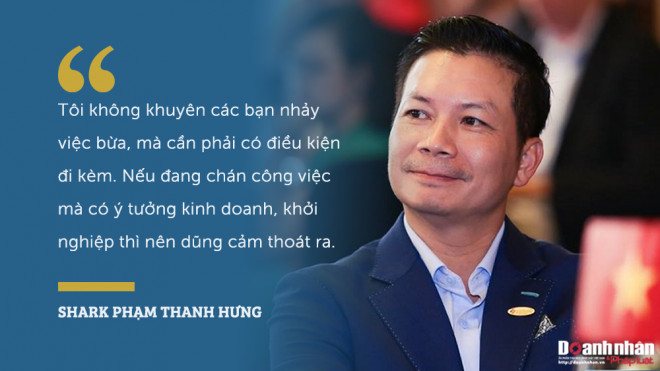 Tôi không khuyên các bạn nhảy
việc bừa, mà cần phải có điều kiện
đi kèm. Nếu đang chán công việc
mà có ý tưởng kinh doanh, khởi
nghiệp thì nên dũng cảm thoát ra.
SHARK PHẠM THANH HƯNG
Doanhnhân
&Pháp luật